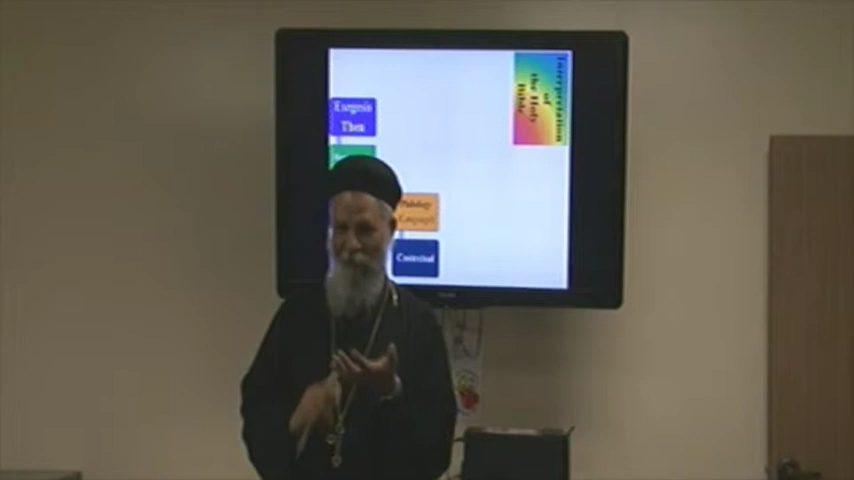 Interpretation
of
the Holy
Bible
Exegesis
Then
Philology
Contextual